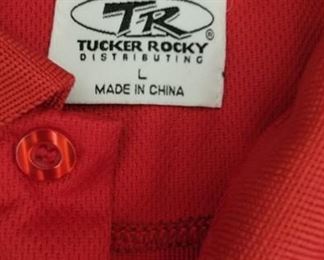 TR ®
TUCKER ROCKY
DISTRIBUTING
L
MADE IN CHINA